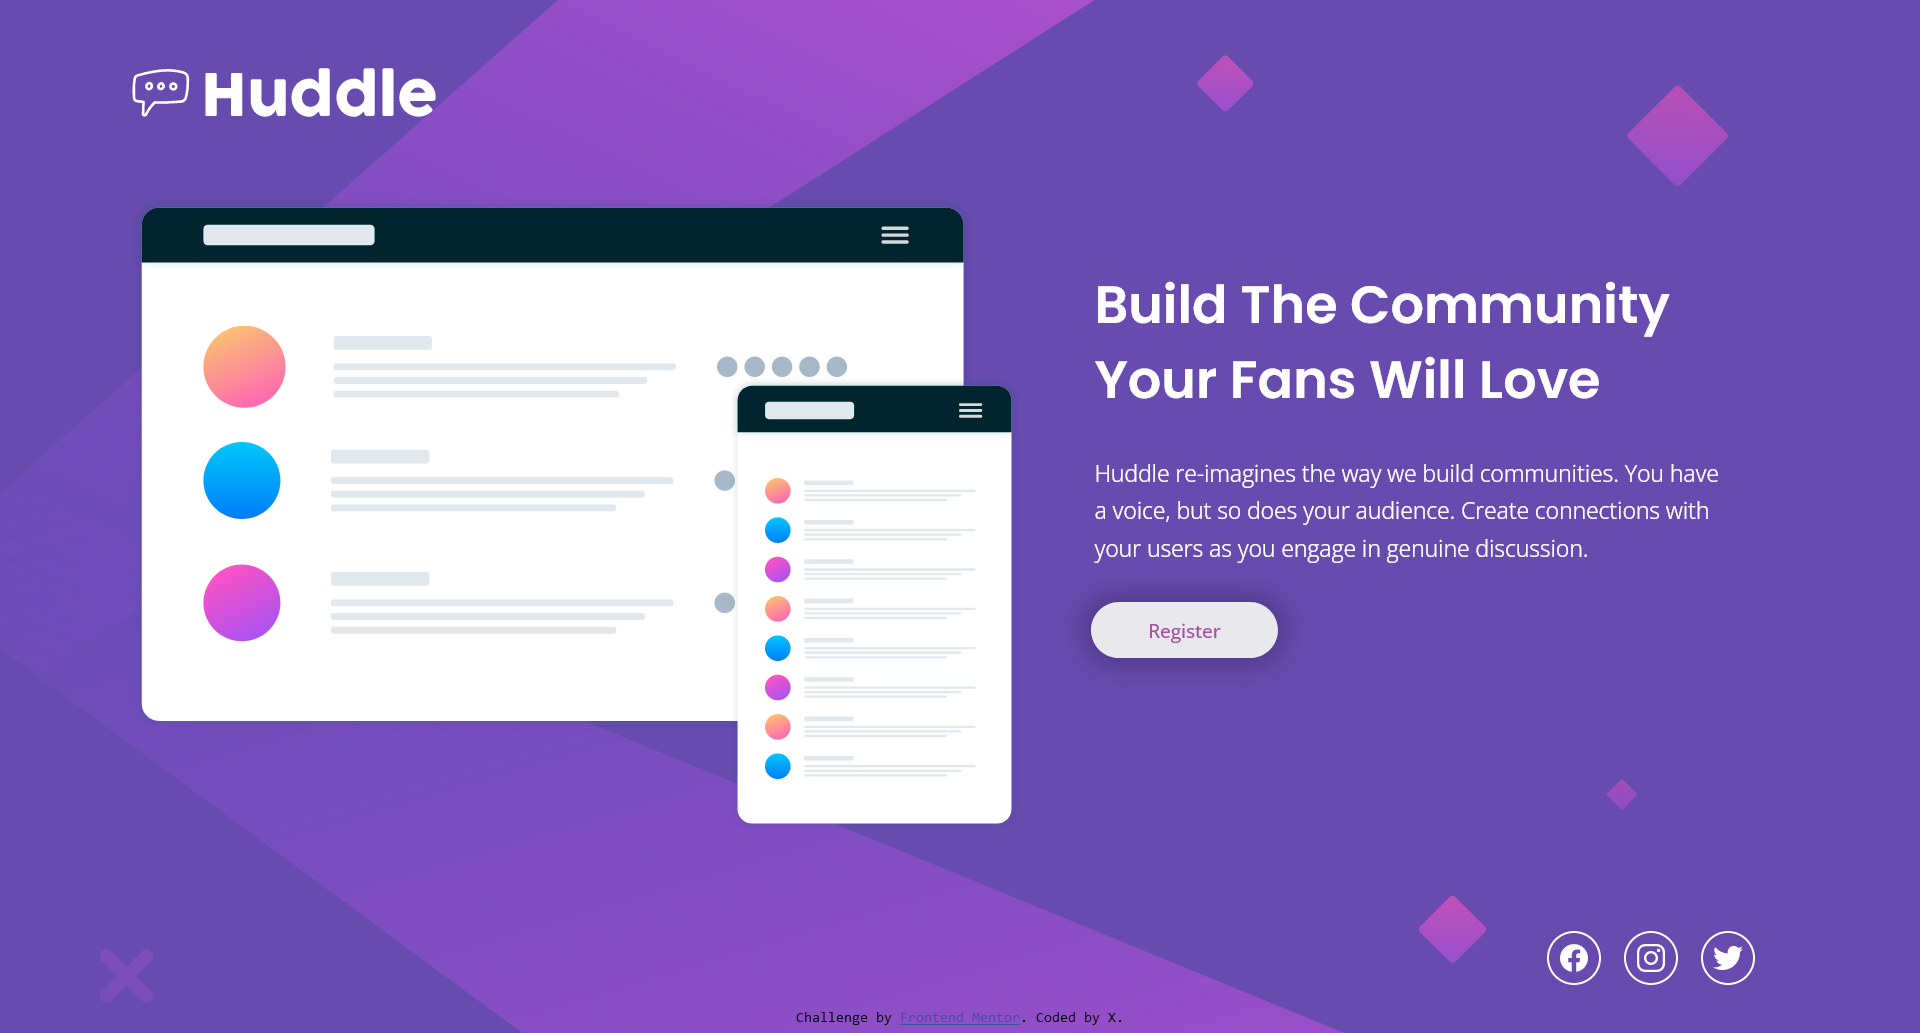 Huddle
Build The Community
Your Fans Will Love
Huddle re-imagines the way we build communities. You have
a voice, but so does your audience. Create connections with
your users as you engage in genuine discussion.
Register
Challenge by Frontend Mentor. Coded by X.